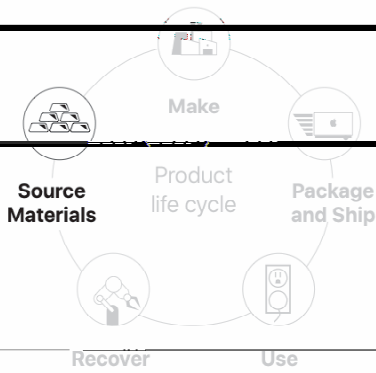 Make
Source
Materials
Product
life cycle
Package
and Ship
Recover
Use